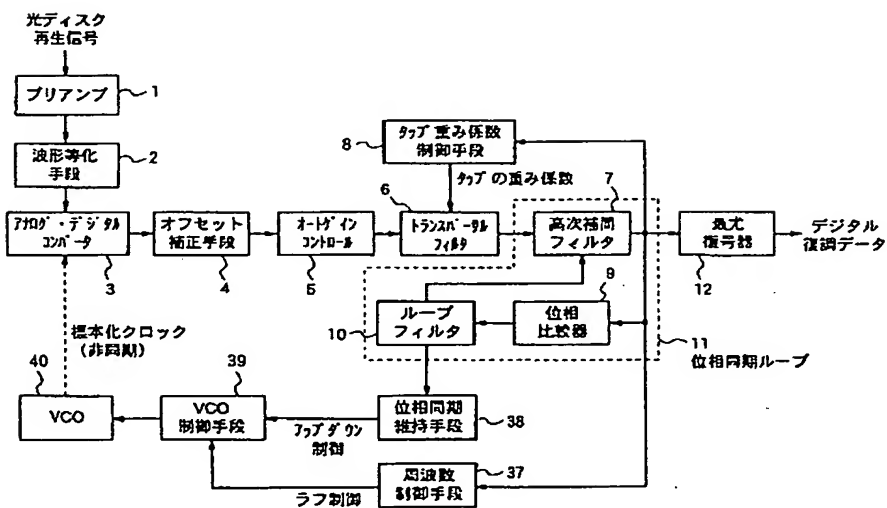 光ディスク
再生信号
プリアンプ
1
波形等化
手段
2
アナログ・デジタル
コンバータ
3
オフセット
補正手段
4
オートゲイン
コントロール
5
タップ重み係数
制御手段
8
タップの重み係数
6
トランスバーサル
フィルタ
7
高次補間
フィルタ
最尤
復号器
12
デジタル
復調データ
ループ
フィルタ
10
位相
比較器
9
11
位相同期ループ
標本化クロック
(非同期)
40
VCO
39
VCO
制御手段
アップダウン
制御
位相同期
維持手段
38
ラフ制御
周波数
制御手段
37